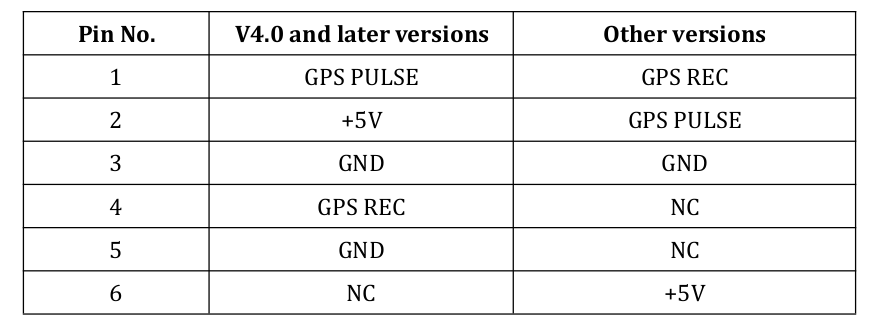 Pin No. V4.0 and later versions Other versions
1 GPS PULSE GPS REC
2 +5V GPS PULSE
3 GND GND
4 GPS REC NC
5 GND NC
6 NC +5V